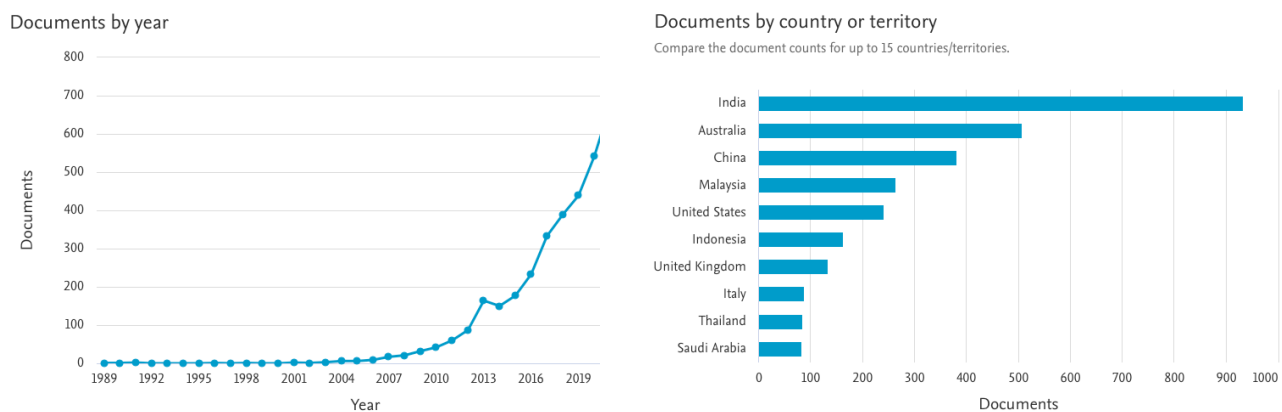 Documents by year
800
700
600
500
400
300
200
100
0
Documents
1989 1992 1995 1998 2001 2004 2007 2010 2013 2016 2019
Year
Documents by country or territory
Compare the document counts for up to 15 countries/territories.
India
Australia
China
Malaysia
United States
Indonesia
United Kingdom
Italy
Thailand
Saudi Arabia
0 100 200 300 400 500 600 700 800 900 1000
Documents